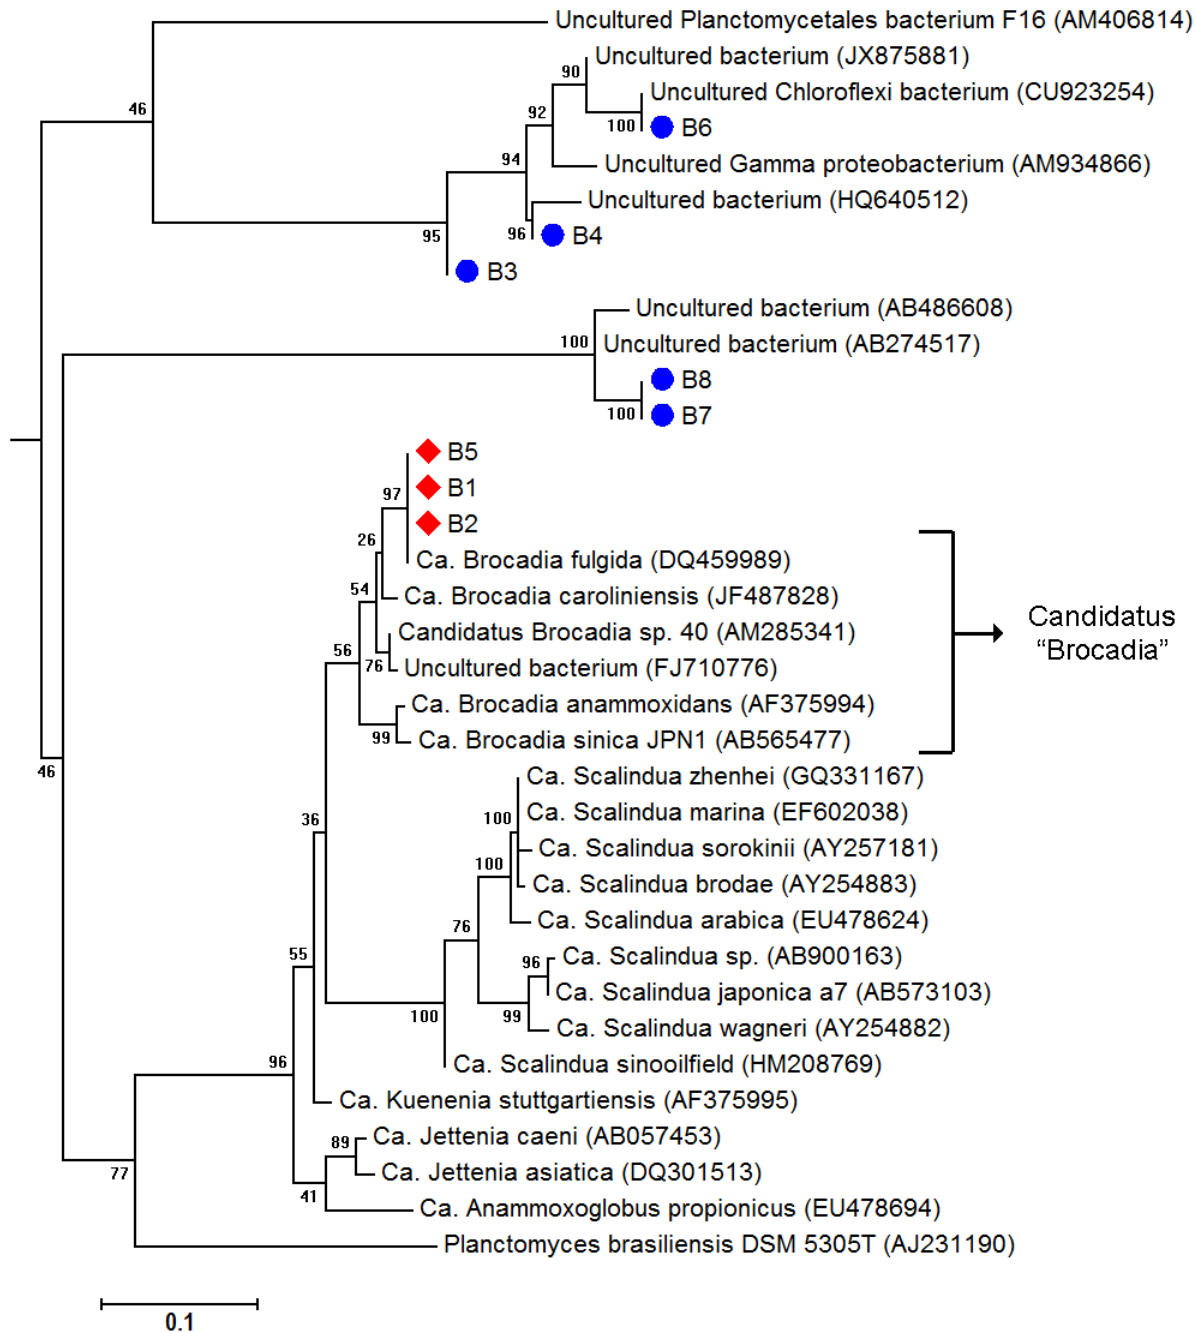 Uncultured Planctomycetales bacterium F16 (AM406814)
Uncultured bacterium (JX875881)
90
Uncultured Chloroflexi bacterium (CU923254)
46
92
100
B6
94
Uncultured Gamma proteobacterium (AM934866)
Uncultured bacterium (HQ640512)
95
96
B4
B3
Uncultured bacterium (AB486608)
100
Uncultured bacterium (AB274517)
B8
100
B7
B5
97
B1
B2
26
Ca. Brocadia fulgida (DQ459989)
54
Ca. Brocadia caroliniensis (JF487828)
Candidatus
“Brocadia”
Candidatus Brocadia sp. 40 (AM285341)
56
76
Uncultured bacterium (FJ710776)
Ca. Brocadia anammoxidans (AF375994)
99
Ca. Brocadia sinica JPN1 (AB565477)
46
Ca. Scalindua zhenhei (GQ331167)
36
100
Ca. Scalindua marina (EF602038)
Ca. Scalindua sorokinii (AY257181)
100
Ca. Scalindua brodae (AY254883)
Ca. Scalindua arabica (EU478624)
76
55
96
Ca. Scalindua sp. (AB900163)
Ca. Scalindua japonica a7 (AB573103)
100
99
Ca. Scalindua wagneri (AY254882)
96
Ca. Scalindua sinooilfield (HM208769)
Ca. Kuenenia stuttgartiensis (AF375995)
89
Ca. Jettenia caeni (AB057453)
77
Ca. Jettenia asiatica (DQ301513)
41
Ca. Anammoxoglobus propionicus (EU478694)
Planctomyces brasiliensis DSM 5305T (AJ231190)
0.1